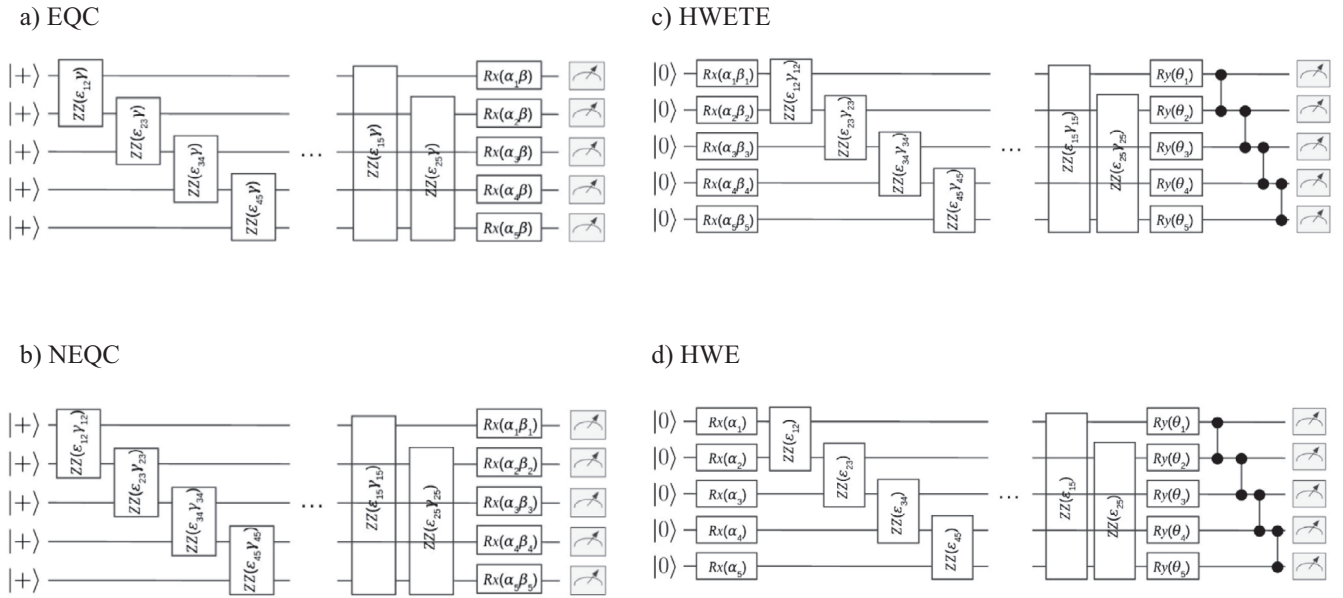 a) EQC
|+⟩ ZZ(ε₁₂γ) Rx(α₁β)
|+⟩ ZZ(ε₂₃γ) Rx(α₂β)
|+⟩ ZZ(ε₃₄γ) ... ZZ(ε₁₅γ) ZZ(ε₂₅γ) Rx(α₃β)
|+⟩ ZZ(ε₄₅γ) Rx(α₄β)
|+⟩ Rx(α₅β)
c) HWETE
|0⟩ Rx(α₁β₁) ZZ(ε₁₂γ₁₂) Ry(θ₁)
|0⟩ Rx(α₂β₂) ZZ(ε₂₃γ₂₃) Ry(θ₂)
|0⟩ Rx(α₃β₃) ZZ(ε₃₄γ₃₄) ... ZZ(ε₁₅γ₁₅) ZZ(ε₂₅γ₂₅) Ry(θ₃)
|0⟩ Rx(α₄β₄) ZZ(ε₄₅γ₄₅) Ry(θ₄)
|0⟩ Rx(α₅β₅) Ry(θ₅)
b) NEQC
|+⟩ ZZ(ε₁₂γ₁₂) Rx(α₁β₁)
|+⟩ ZZ(ε₂₃γ₂₃) Rx(α₂β₂)
|+⟩ ZZ(ε₃₄γ₃₄) ... ZZ(ε₁₅γ₁₅) ZZ(ε₂₅γ₂₅) Rx(α₃β₃)
|+⟩ ZZ(ε₄₅γ₄₅) Rx(α₄β₄)
|+⟩ Rx(α₅β₅)
d) HWE
|0⟩ Rx(α₁) ZZ(ε₁₂) Ry(θ₁)
|0⟩ Rx(α₂) ZZ(ε₂₃) Ry(θ₂)
|0⟩ Rx(α₃) ZZ(ε₃₄) ... ZZ(ε₁₅) ZZ(ε₂₅) Ry(θ₃)
|0⟩ Rx(α₄) ZZ(ε₄₅) Ry(θ₄)
|0⟩ Rx(α₅) Ry(θ₅)